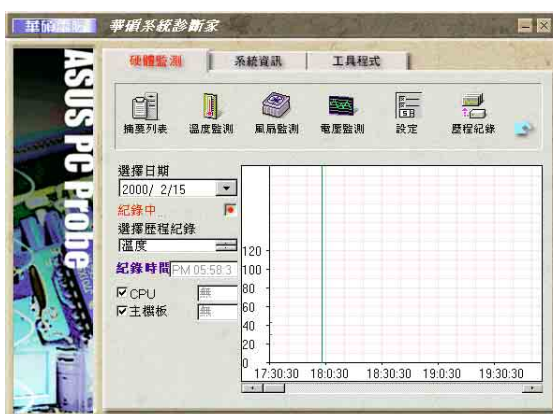 華碩系統診斷家
ASUS PC Probe
硬體監測 系統資訊 工具程式
摘要列表 溫度監測 風扇監測 電壓監測 設定 歷程紀錄
選擇日期
2000/ 2/15
紀錄中...
選擇歷程紀錄
溫度
紀錄時間 PM 05:58:3
CPU 無
主機板 無
120
100
80
60
40
20
0
17:30:30 18:0:30 18:30:30 19:0:30 19:30:30